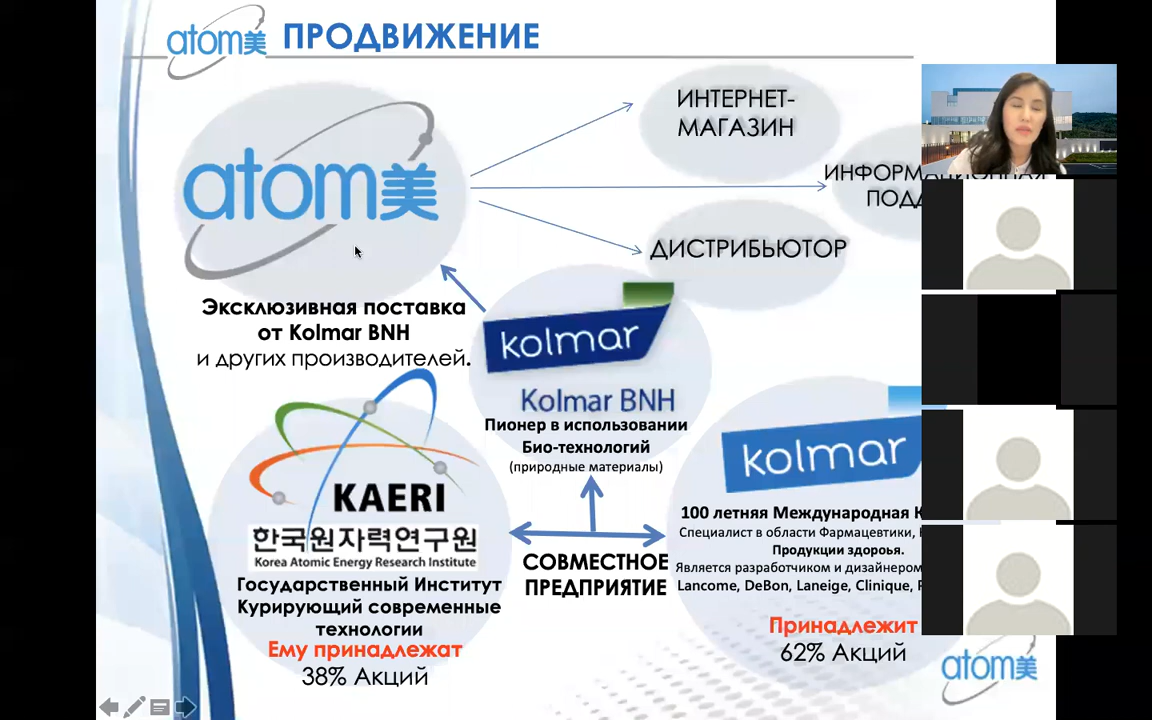 atom美 ПРОДВИЖЕНИЕ
ИНТЕРНЕТ-
МАГАЗИН
atom美
ИНФОРМАЦИОННАЯ
ПОДД
ДИСТРИБЬЮТОР
Эксклюзивная поставка
от Kolmar BNH
и других производителей.
kolmar
Kolmar BNH
Пионер в использовании
Био-технологий
(природные материалы)
KAERI
한국원자력연구원
Korea Atomic Energy Research Institute
Государственный Институт
Курирующий современные
технологии
Ему принадлежат
38% Акций
СОВМЕСТНОЕ
ПРЕДПРИЯТИЕ
kolmar
100 летняя Международная
Специалист в области Фармацевтики,
Продукции здороья.
Является разработчиком и дизайнером
Lancome, DeBon, Laneige, Clinique,
Принадлежит
62% Акций
atom美